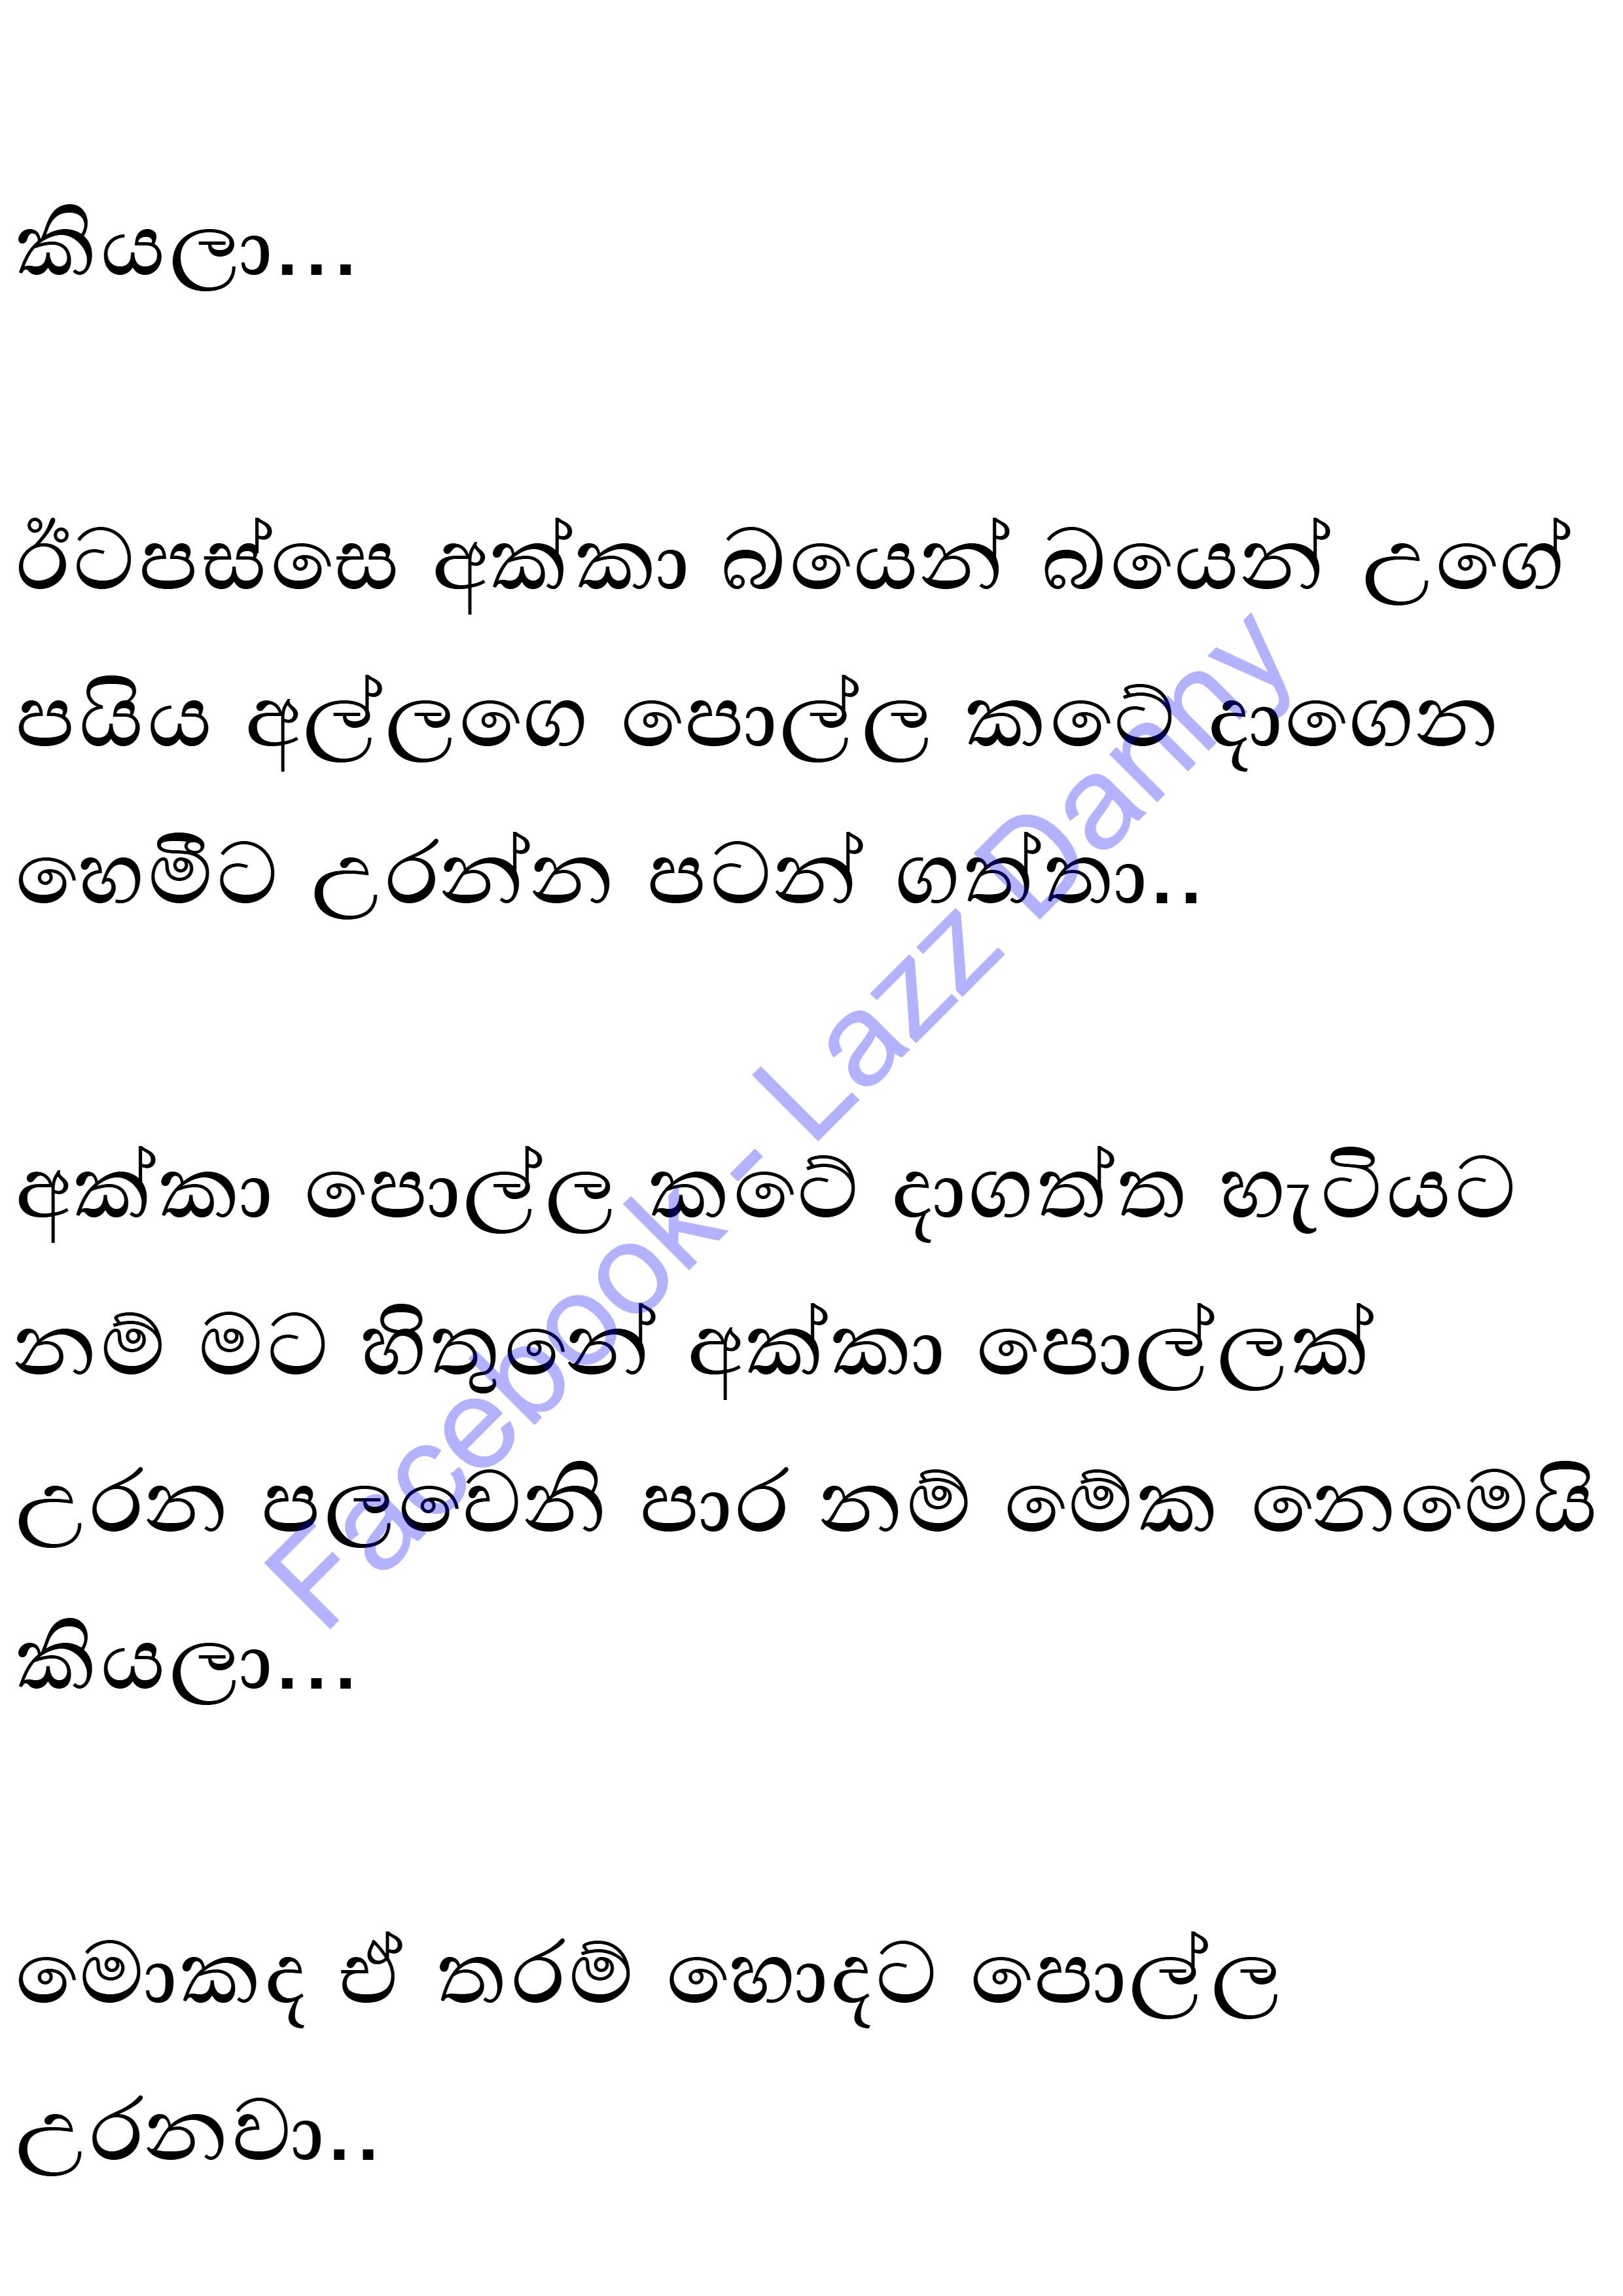 කියලා...
ඊටපස්සෙ අක්කා බයෙන් බයෙන් උගේ
පයිය අල්ලගෙ පොල්ල කටේ දාගෙන
හෙමීට උරන්න පටන් ගත්තා..
අක්කා පොල්ල කටේ දාගත්ත හැටියට
නම් මට හිතුනේ අක්කා පොල්ලක්
උරන පලවෙනි පාර නම් මේක නෙමෙයි
කියලා...
මොකද ඒ තරම් හොදට පොල්ල
උරනවා..
Facebook- Lazz Danny